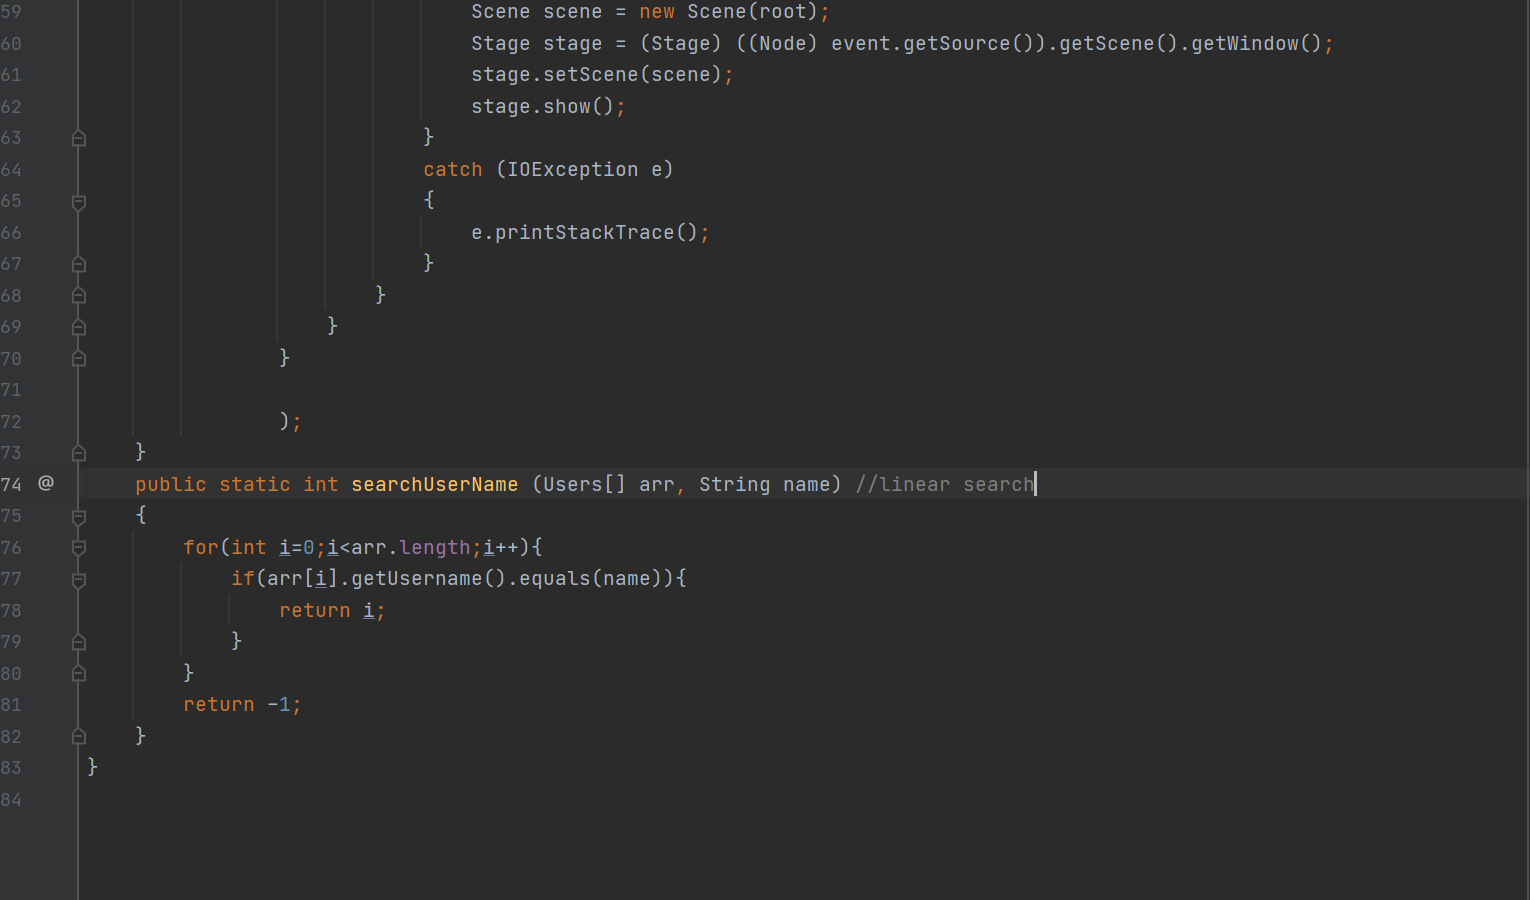 59 Scene scene = new Scene(root);
60 Stage stage = (Stage) ((Node) event.getSource()).getScene().getWindow();
61 stage.setScene(scene);
62 stage.show();
63 }
64 catch (IOException e)
65 {
66 e.printStackTrace();
67 }
68 }
69 }
70 }
71
72 );
73 }
74 @ public static int searchUserName (Users[] arr, String name) //linear search
75 {
76 for(int i=0;i<arr.length;i++){
77 if(arr[i].getUsername().equals(name)){
78 return i;
79 }
80 }
81 return -1;
82 }
83 }
84